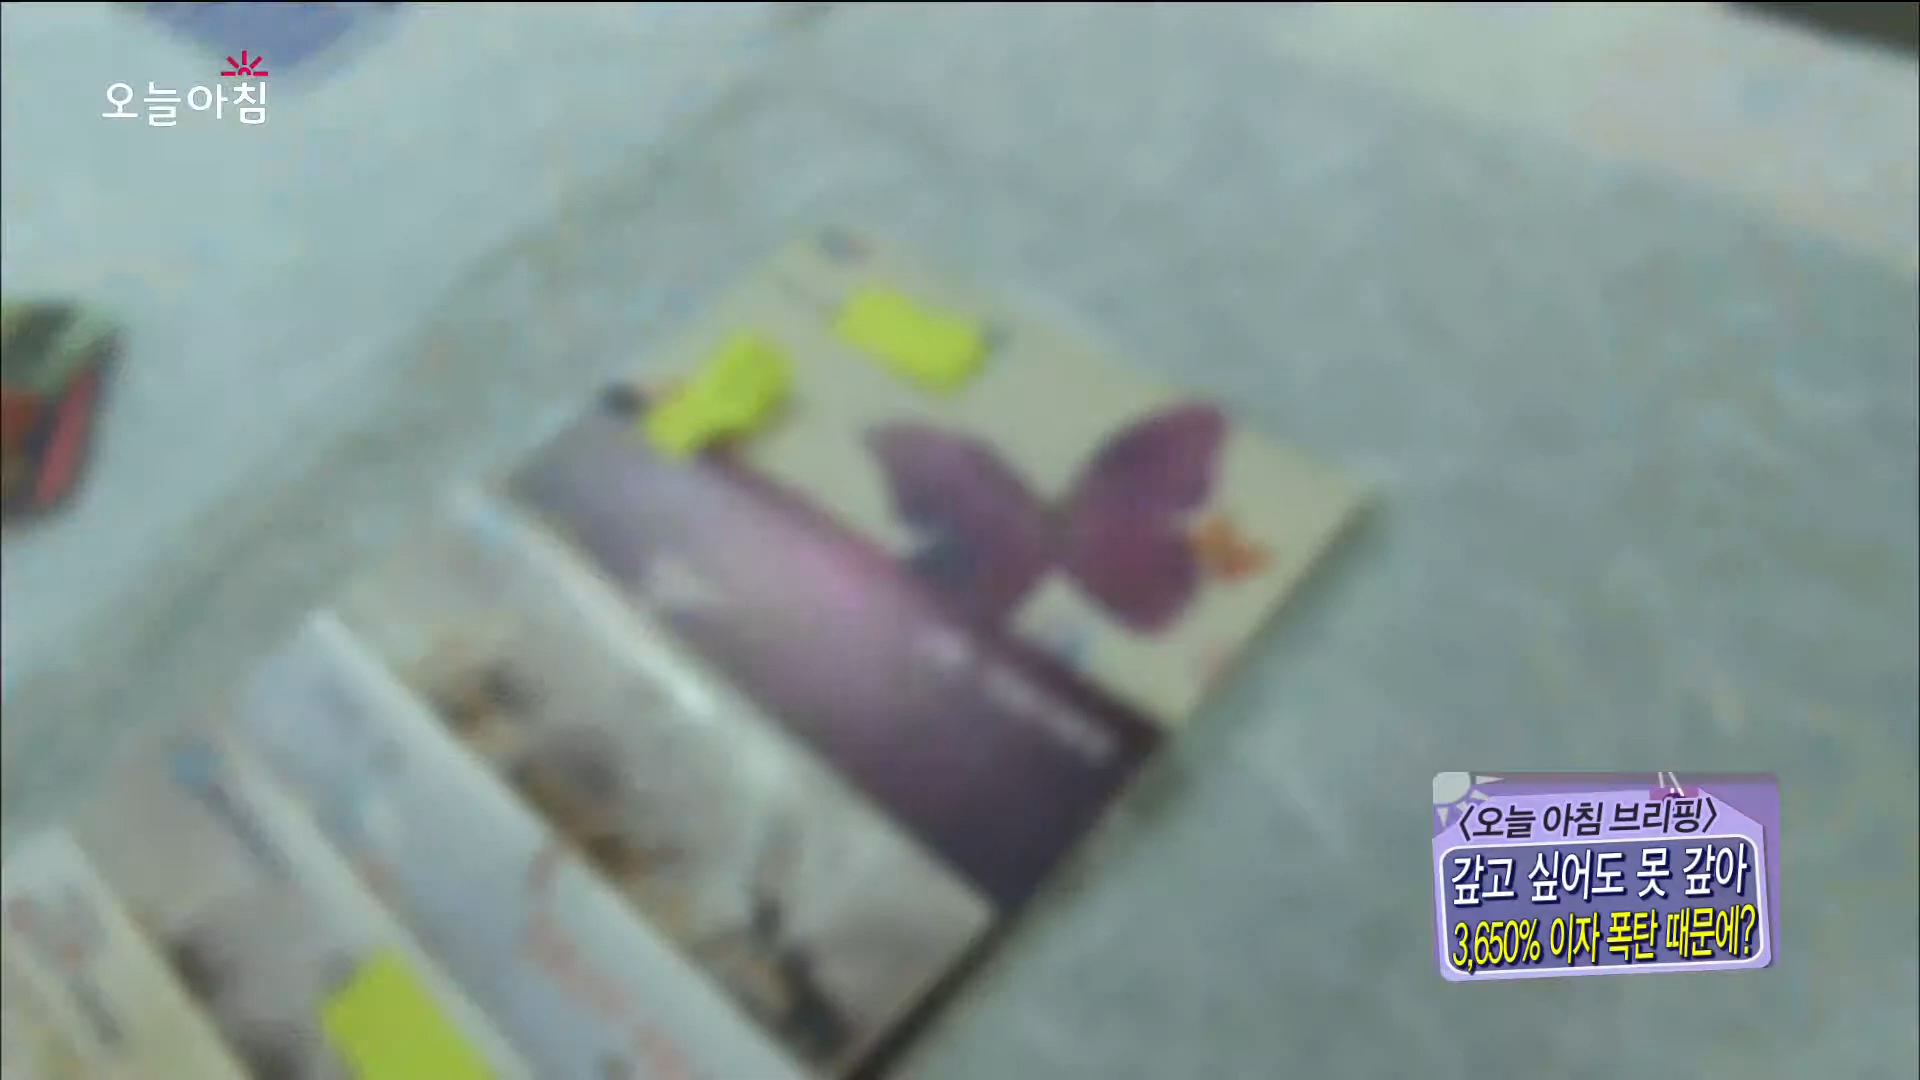 오늘아침
<오늘 아침 브리핑>
갚고 싶어도 못 갚아
3,650% 이자 폭탄 때문에?